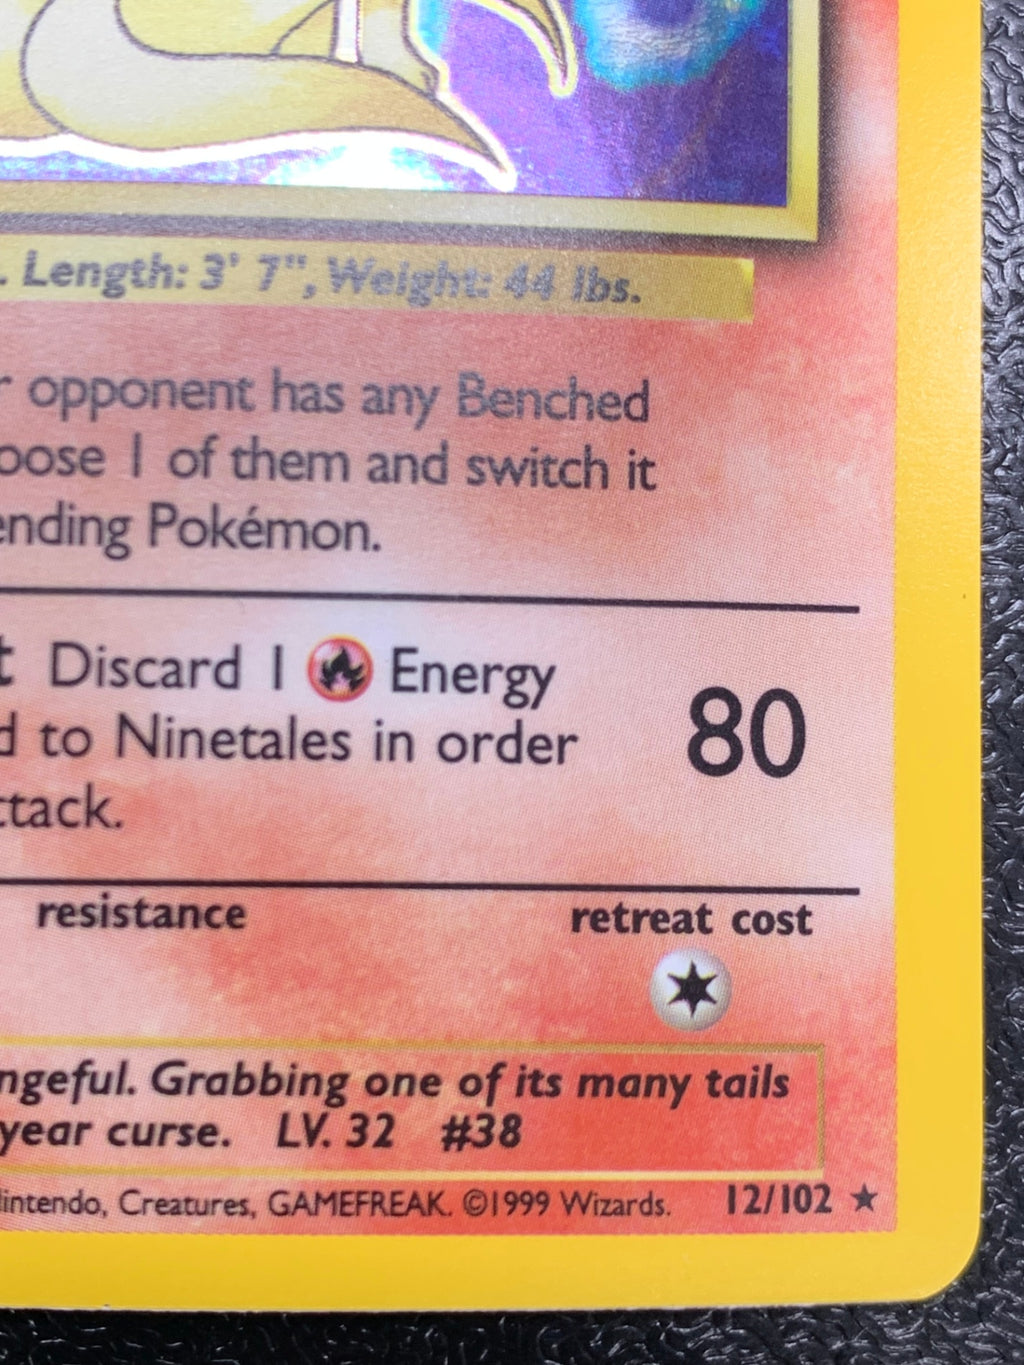 . Length: 3' 7", Weight: 44 lbs.
opponent has any Benched
oose 1 of them and switch it
ending Pokémon.
t Discard 1 Energy
d to Ninetales in order
ttack.
80
resistance
retreat cost
ngeful. Grabbing one of its many tails
year curse. LV. 32 #38
intendo, Creatures, GAMEFREAK. ©1999 Wizards. 12/102 ★